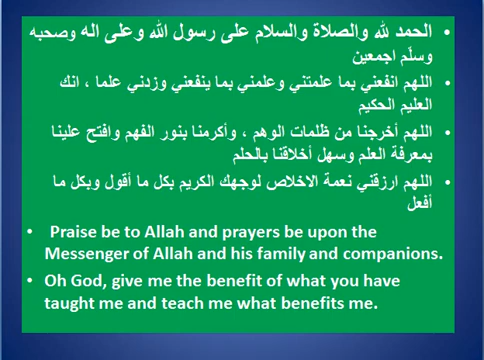 • الحمد لله والصلاة والسلام على رسول الله وعلى اله وصحبه
وسلّم اجمعين
• اللهم انفعني بما علمتني وعلمني بما ينفعني وزدني علما ، انك
العليم الحكيم
• اللهم أخرجنا من ظلمات الوهم ، وأكرمنا بنور الفهم وافتح علينا
بمعرفة العلم وسهل أخلاقنا بالحلم
• اللهم ارزقني نعمة الاخلاص لوجهك الكريم بكل ما أقول وبكل ما
أفعل
• Praise be to Allah and prayers be upon the
Messenger of Allah and his family and companions.
• Oh God, give me the benefit of what you have
taught me and teach me what benefits me.